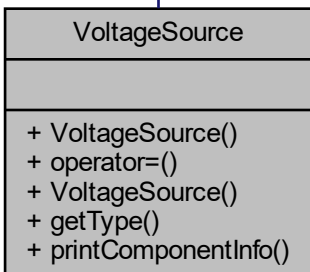 VoltageSource
+ VoltageSource()
+ operator=()
+ VoltageSource()
+ getType()
+ printComponentInfo()